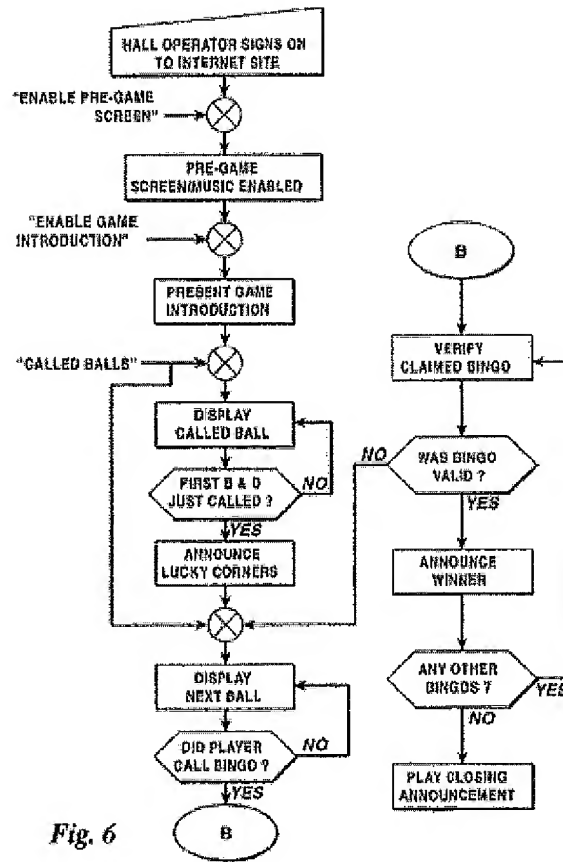 HALL OPERATOR SIGNS ON
TO INTERNET SITE
"ENABLE PRE-GAME
SCREEN"
PRE-GAME
SCREEN/MUSIC ENABLED
"ENABLE GAME
INTRODUCTION"
PRESENT GAME
INTRODUCTION
"CALLED BALLS"
DISPLAY
CALLED BALL
FIRST B & O
JUST CALLED ?
NO
YES
ANNOUNCE
LUCKY CORNERS
DISPLAY
NEXT BALL
DID PLAYER
CALL BINGO ?
NO
YES
B
B
VERIFY
CLAIMED BINGO
WAS BINGO
VALID ?
NO
YES
ANNOUNCE
WINNER
ANY OTHER
BINGOS ?
YES
NO
PLAY CLOSING
ANNOUNCEMENT
Fig. 6